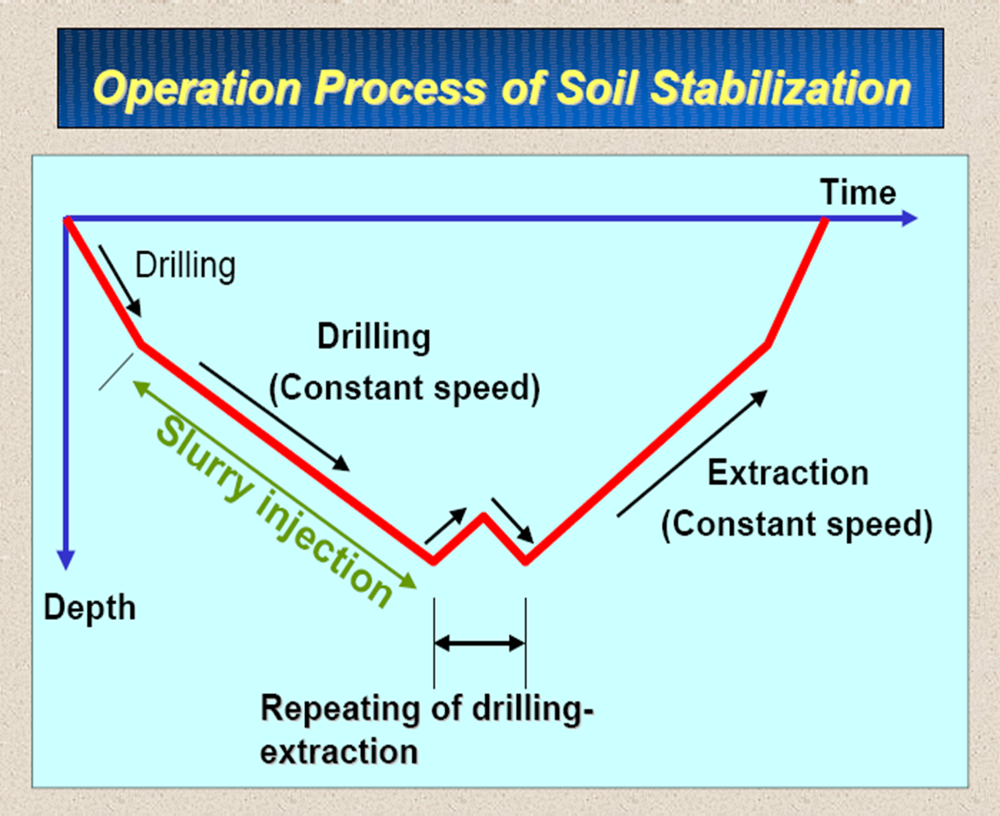 Operation Process of Soil Stabilization
Time
Drilling
Drilling
(Constant speed)
Slurry injection
Extraction
(Constant speed)
Depth
Repeating of drilling-
extraction